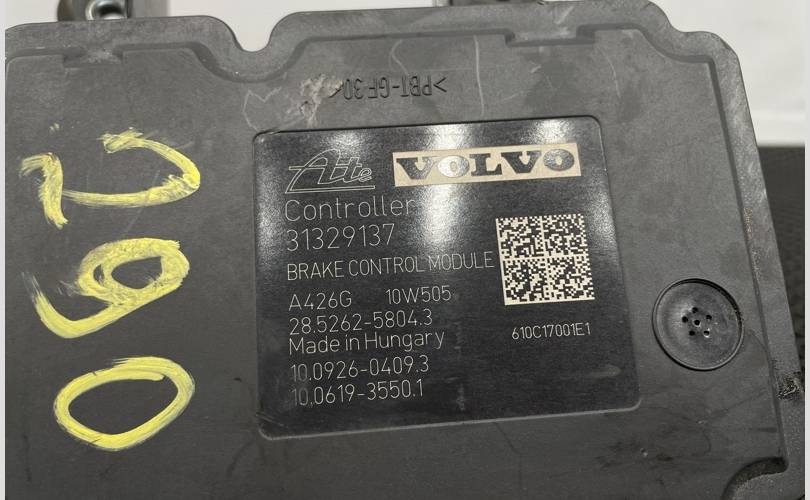 >PBT-GF30<
Ate VOLVO
Controller
31329137
BRAKE CONTROL MODULE
A426G 10W505
28.5262-5804.3
Made in Hungary
10.0926-0409.3
10.0619-3550.1
610C17001E1
290